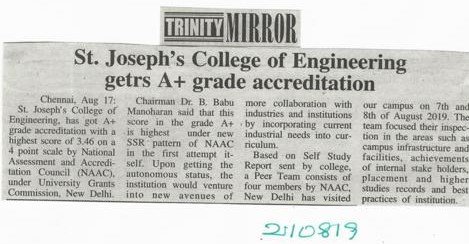 TRINITY MIRROR
St. Joseph's College of Engineering
getrs A+ grade accreditation
Chennai, Aug 17:
St. Joseph's College of
Engineering, has got A+
grade accreditation with a
highest score of 3.46 on a
4 point scale by National
Assessment and Accredi-
tation Council (NAAC),
under University Grants
Commission, New Delhi.
Chairman Dr. B. Babu
Manoharan said that this
score in the grade A+
is highest under new
SSR pattern of NAAC
in the first attempt it-
self. Upon getting the
autonomous status, the
institution would venture
into new avenues of
more collaboration with
industries and institutions
by incorporating current
industrial needs into cur-
riculum.
Based on Self Study
Report sent by college,
a Peer Team consists of
four members by NAAC,
New Delhi has visited
our campus on 7th and
8th of August 2019. The
team focused their inspec-
tion in the areas such as
campus infrastructure and
facilities, achievements
of internal stake holders,
placement and higher
studies records and best
practices of institution.
210819